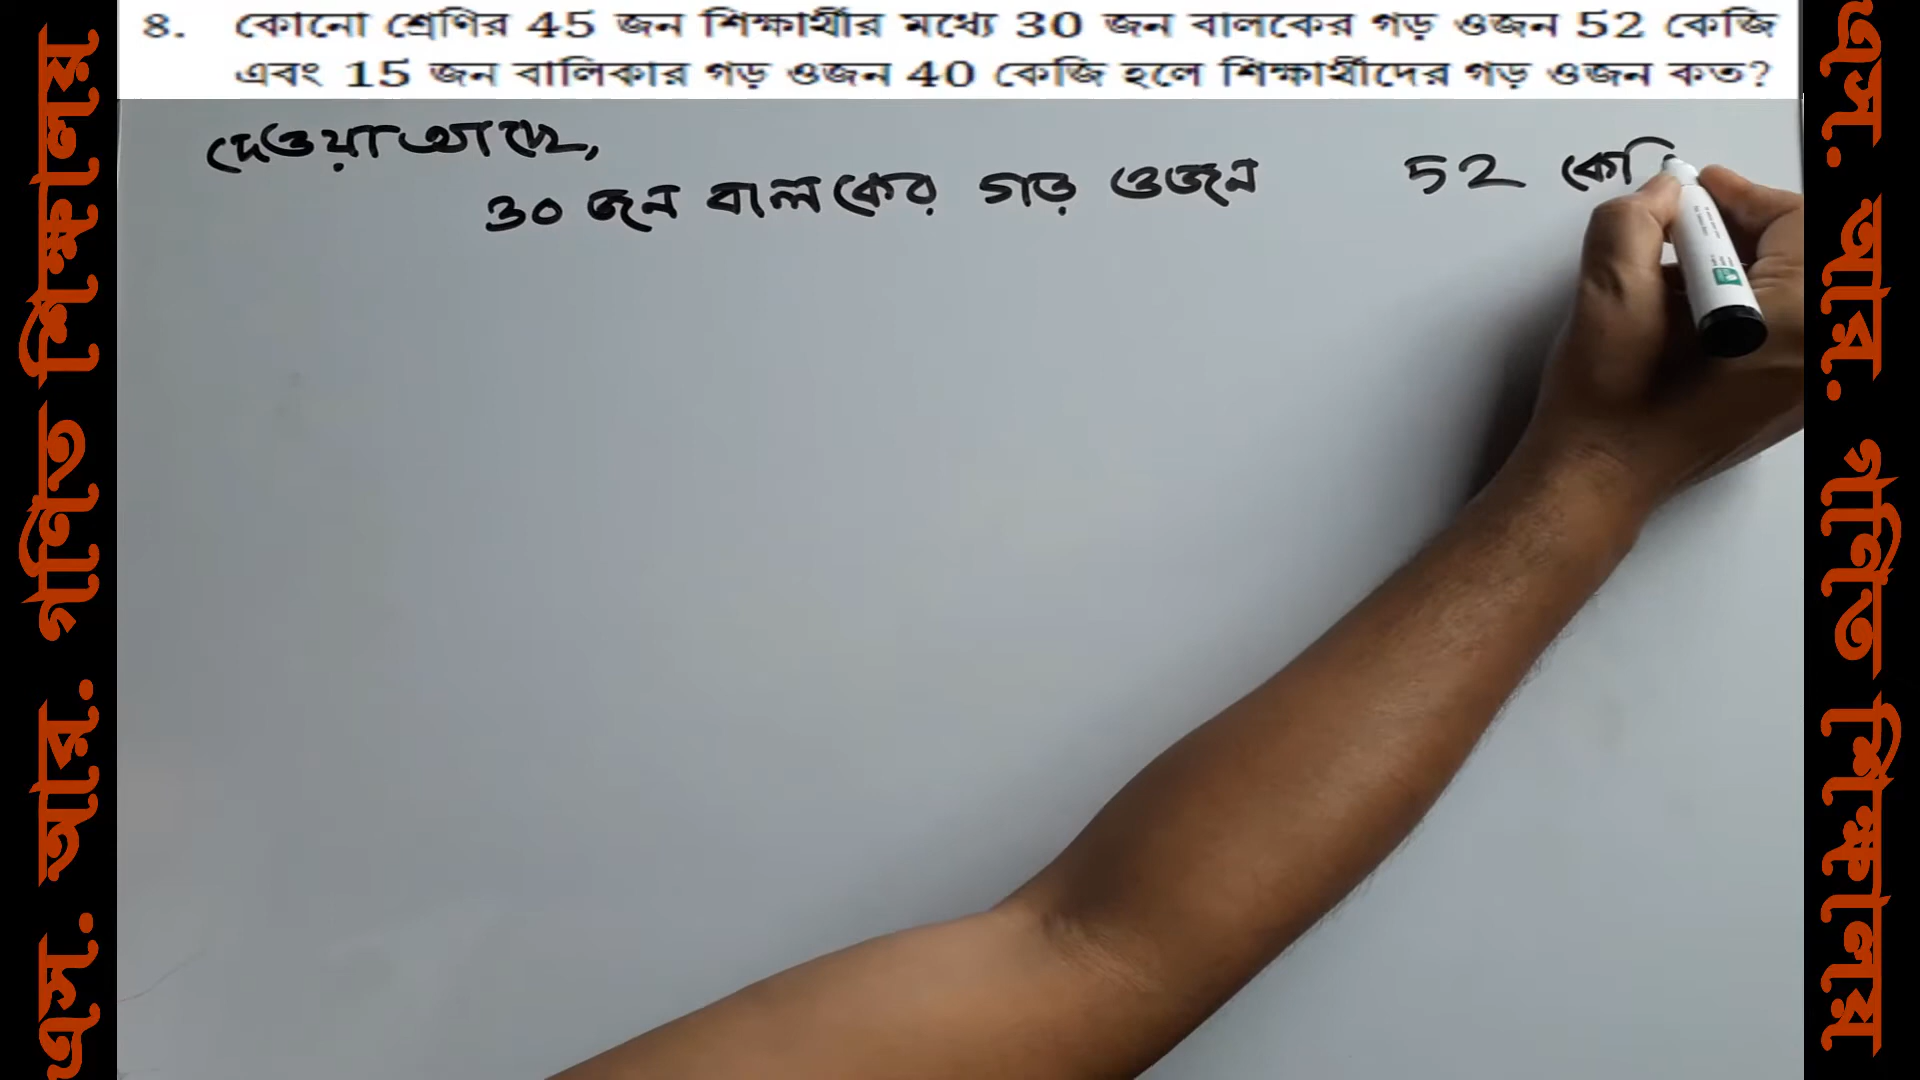 8. কোনো শ্রেণির 45 জন শিক্ষার্থীর মধ্যে 30 জন বালকের গড় ওজন 52 কেজি
এবং 15 জন বালিকার গড় ওজন 40 কেজি হলে শিক্ষার্থীদের গড় ওজন কত?
দেওয়া আছে,
30 জন বালকের গড় ওজন 52 কেি
এস. আর. গণিত শিক্ষালয়
এস. আর. গণিত শিক্ষালয়